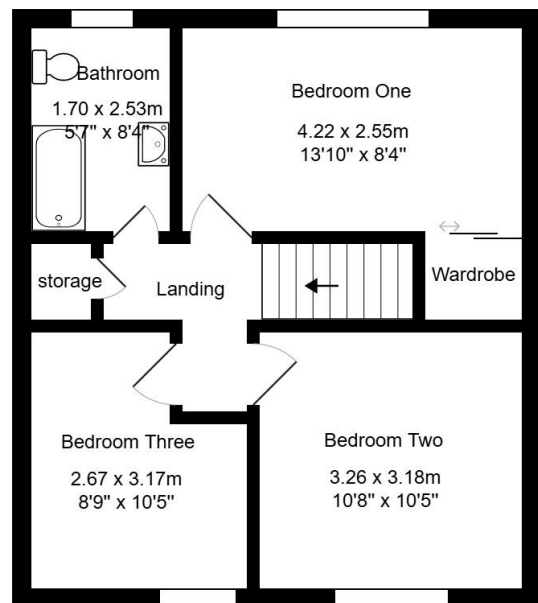 Bathroom
1.70 x 2.53m
5'7" x 8'4"
Bedroom One
4.22 x 2.55m
13'10" x 8'4"
storage
Landing
Wardrobe
Bedroom Three
2.67 x 3.17m
8'9" x 10'5"
Bedroom Two
3.26 x 3.18m
10'8" x 10'5"